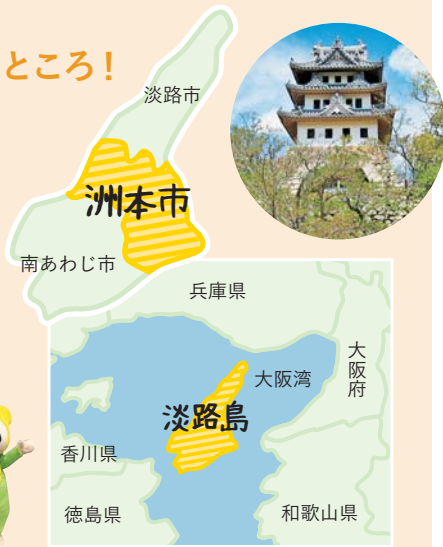 ところ！
淡路市
洲本市
南あわじ市
兵庫県
大阪府
大阪湾
淡路島
香川県
徳島県
和歌山県